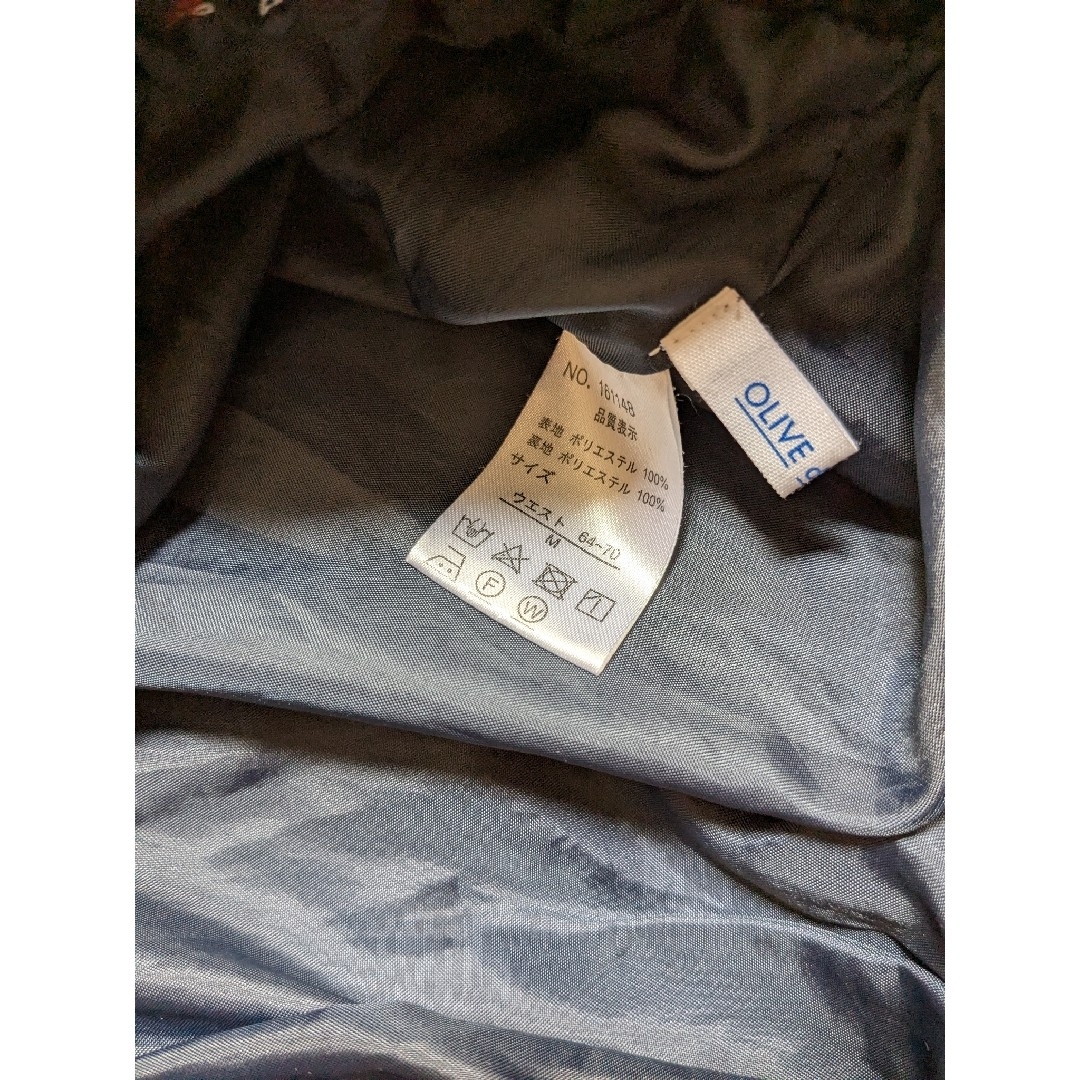 NO. 161148
品質表示
表地 ポリエステル 100%
裏地 ポリエステル 100%
サイズ
ウエスト 64~70
M
F
W
OLIVE